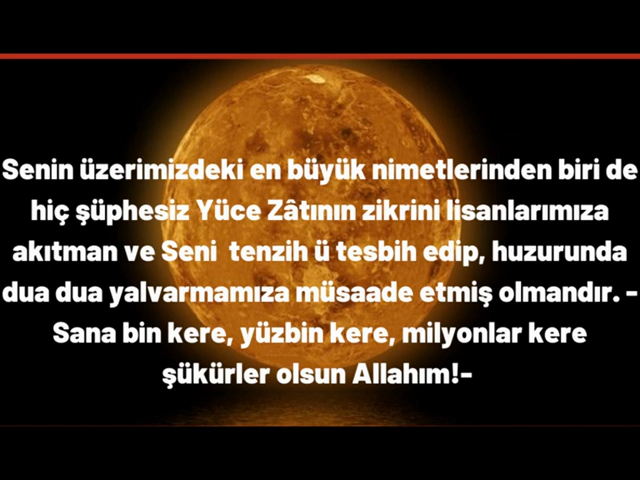 Senin üzerimizdeki en büyük nimetlerinden biri de
hiç şüphesiz Yüce Zâtının zikrini lisanlarımıza
akıtman ve Seni  tenzih ü tesbih edip, huzurunda
dua dua yalvarmamıza müsaade etmiş olmandır. -
Sana bin kere, yüzbin kere, milyonlar kere
şükürler olsun Allahım!-